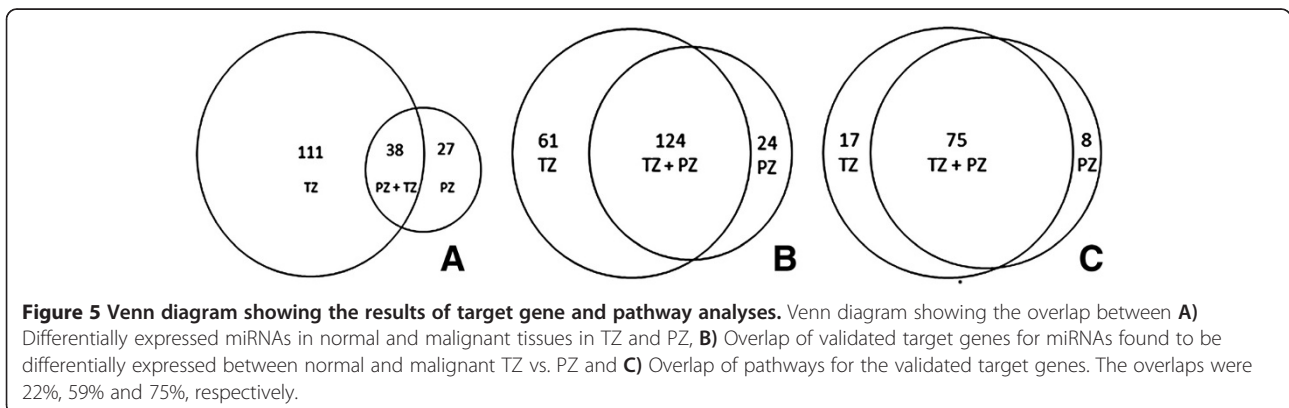 111
TZ
38
PZ + TZ
27
PZ
A
61
TZ
124
TZ + PZ
24
PZ
B
17
TZ
75
TZ + PZ
8
PZ
C
Figure 5 Venn diagram showing the results of target gene and pathway analyses. Venn diagram showing the overlap between A)
Differentially expressed miRNAs in normal and malignant tissues in TZ and PZ, B) Overlap of validated target genes for miRNAs found to be
differentially expressed between normal and malignant TZ vs. PZ and C) Overlap of pathways for the validated target genes. The overlaps were
22%, 59% and 75%, respectively.